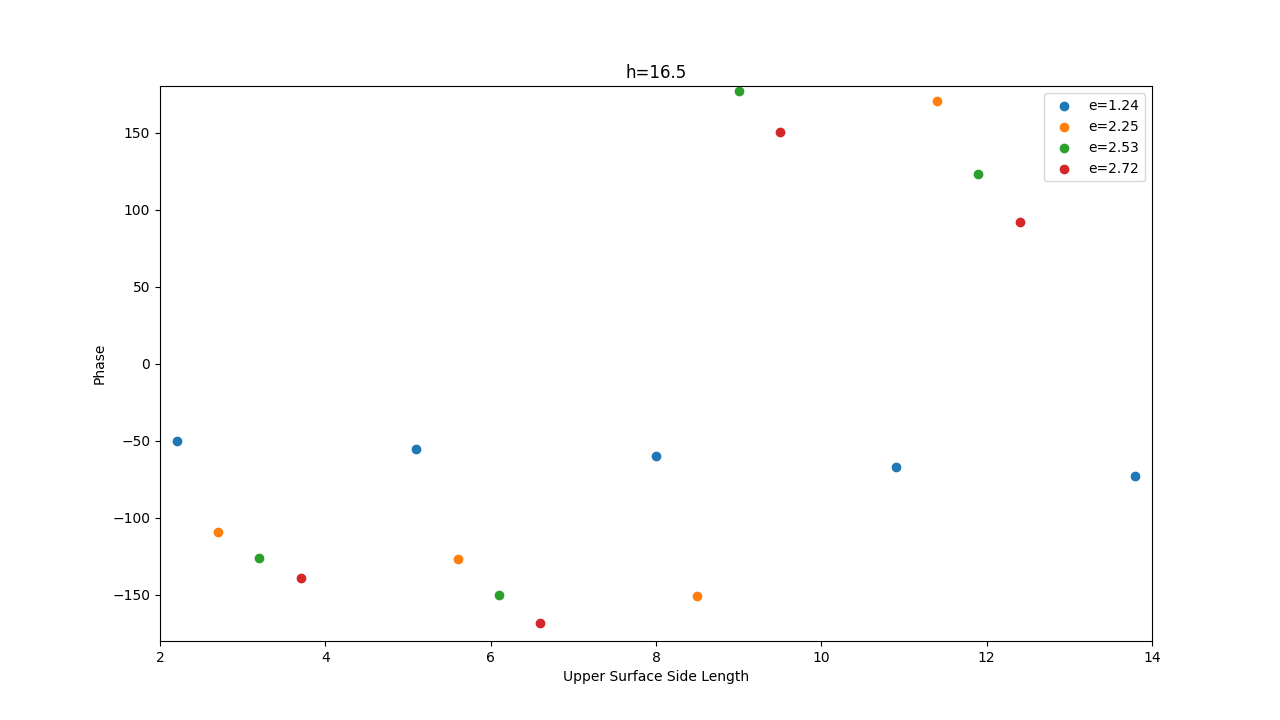 h=16.5
e=1.24
e=2.25
e=2.53
e=2.72
150
100
50
0
−50
−100
−150
Phase
2 4 6 8 10 12 14
Upper Surface Side Length